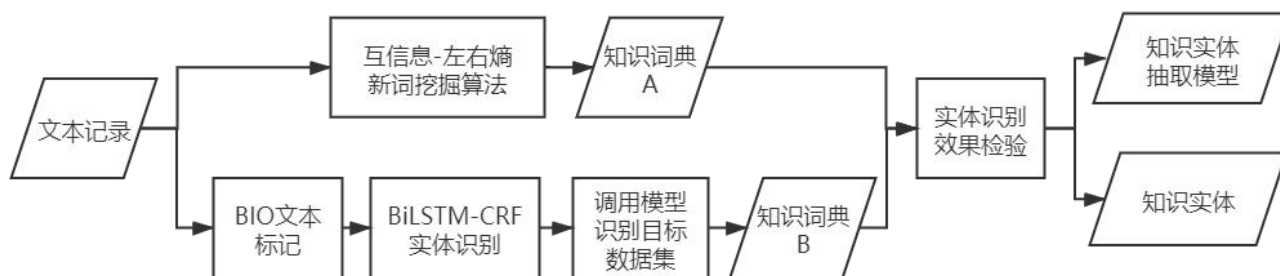 文本记录
互信息-左右熵
新词挖掘算法
知识词典
A
BIO文本
标记
BiLSTM-CRF
实体识别
调用模型
识别目标
数据集
知识词典
B
实体识别
效果检验
知识实体
抽取模型
知识实体